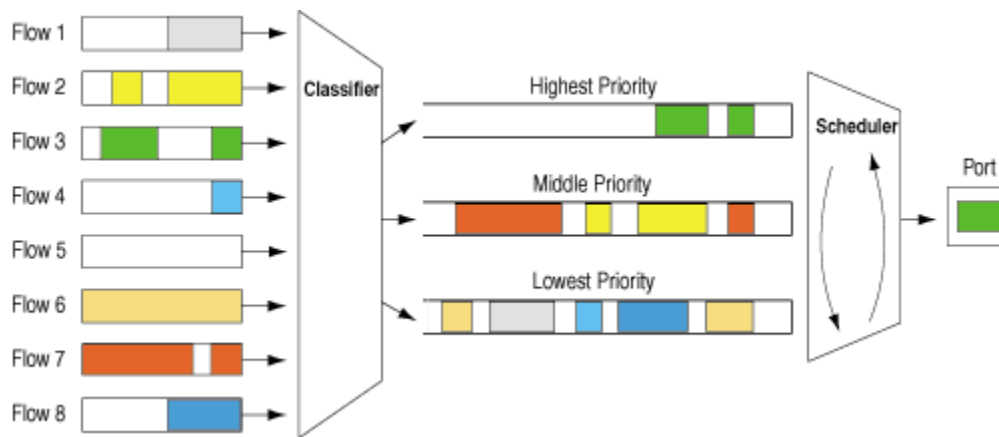 Flow 1
Flow 2
Flow 3
Flow 4
Flow 5
Flow 6
Flow 7
Flow 8
Classifier
Highest Priority
Middle Priority
Lowest Priority
Scheduler
Port